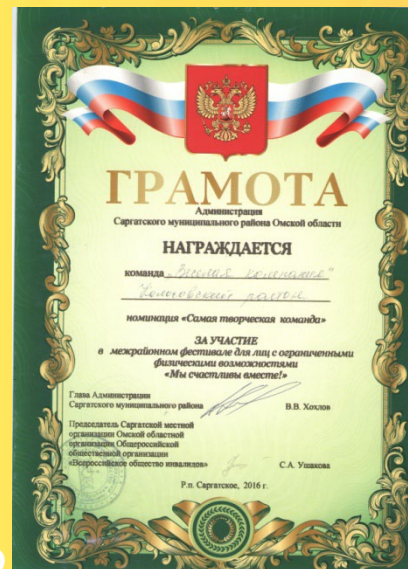 ГРАМОТА
Администрация
Саргатского муниципального района Омской области
НАГРАЖДАЕТСЯ
команда „Веселая компания"
район
номинация «Самая творческая команда»
ЗА УЧАСТИЕ
в межрайонном фестивале для лиц с ограниченными
физическими возможностями
«Мы счастливы вместе!»
Глава Администрации
Саргатского муниципального района В.В. Хохлов
Председатель Саргатской местной
организации Омской областной
организации Общероссийской
общественной организации
«Всероссийское общество инвалидов» С.А. Ушакова
Р.п. Саргатское, 2016 г.